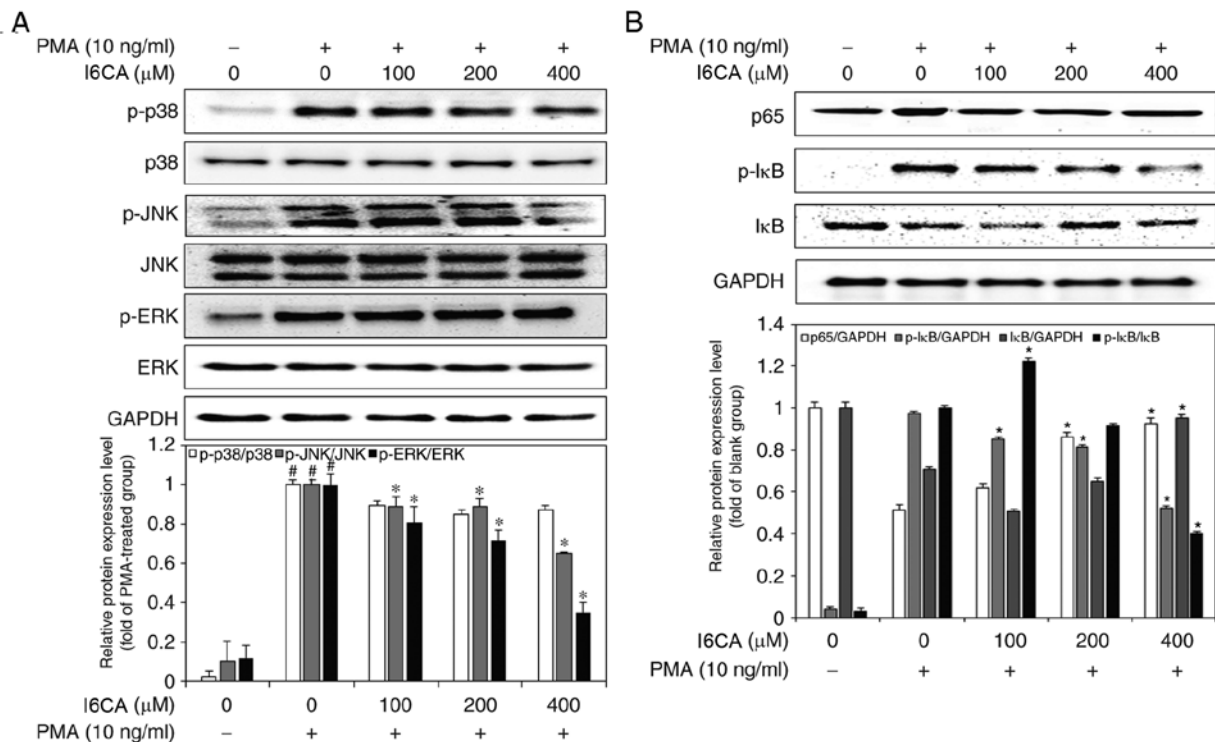 A
PMA (10 ng/ml) – + + + +
I6CA (μM) 0 0 100 200 400
p-p38
p38
p-JNK
JNK
p-ERK
ERK
GAPDH
Relative protein expression level
(fold of PMA-treated group)
1.2
1
0.8
0.6
0.4
0.2
0
p-p38/p38 p-JNK/JNK p-ERK/ERK
# # #
* *
* *
* *
I6CA (μM) 0 0 100 200 400
PMA (10 ng/ml) – + + + +
B
PMA (10 ng/ml) – + + + +
I6CA (μM) 0 0 100 200 400
p65
p-IκB
IκB
GAPDH
Relative protein expression level
(fold of blank group)
1.4
1.2
1
0.8
0.6
0.4
0.2
0
p65/GAPDH p-IκB/GAPDH IκB/GAPDH p-IκB/IκB
* *
* *
* * * *
I6CA (μM) 0 0 100 200 400
PMA (10 ng/ml) – + + + +